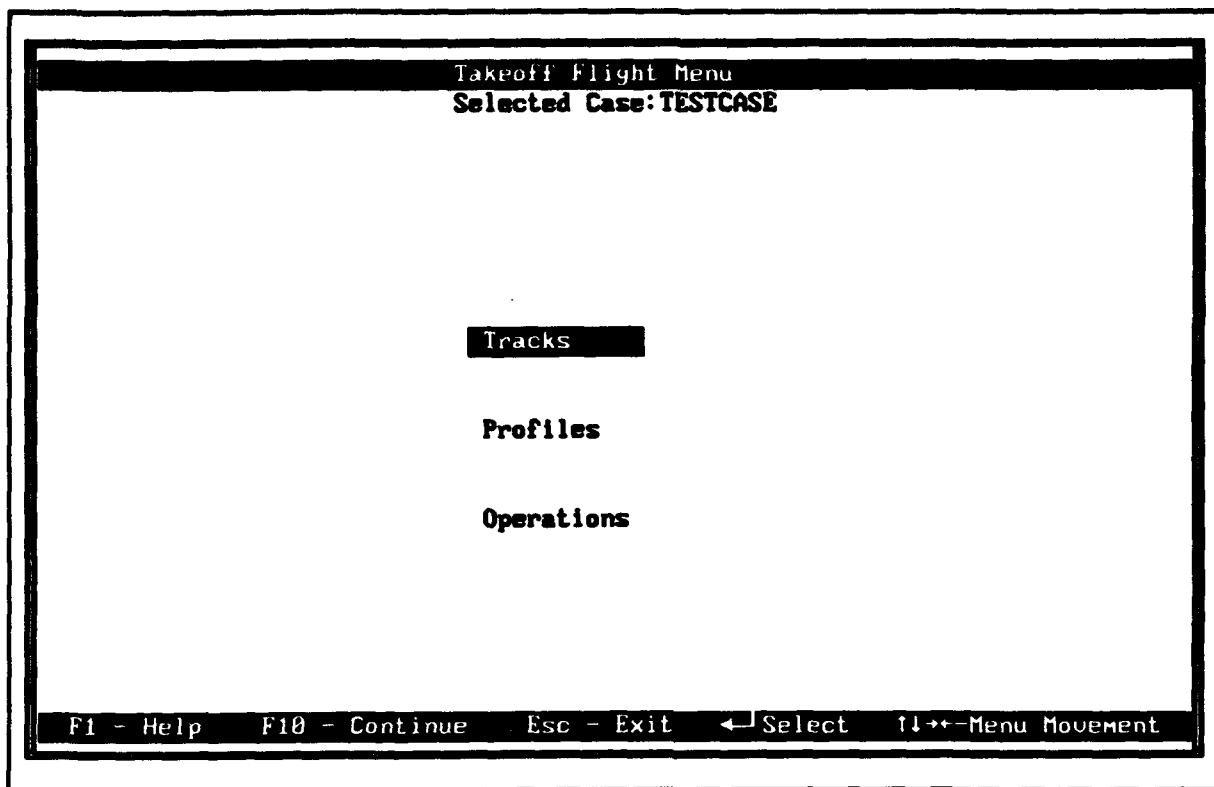 Takeoff Flight Menu
Selected Case:TESTCASE
Tracks
Profiles
Operations
F1 - Help F10 - Continue Esc - Exit ←┘Select ↑↓→←-Menu Movement